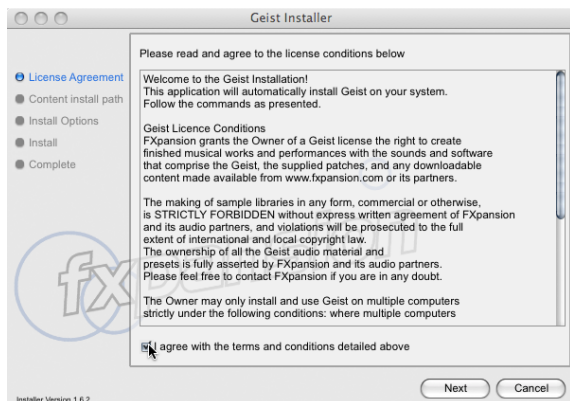 Geist Installer
Please read and agree to the license conditions below
License Agreement
Content install path
Install Options
Install
Complete
Welcome to the Geist Installation!
This application will automatically install Geist on your system.
Follow the commands as presented.
Geist Licence Conditions
FXpansion grants the Owner of a Geist license the right to create
finished musical works and performances with the sounds and software
that comprise the Geist, the supplied patches, and any downloadable
content made available from www.fxpansion.com or its partners.
The making of sample libraries in any form, commercial or otherwise,
is STRICTLY FORBIDDEN without express written agreement of FXpansion
and its audio partners, and violations will be prosecuted to the full
extent of international and local copyright law.
The ownership of all the Geist audio material and
presets is fully asserted by FXpansion and its audio partners.
Please feel free to contact FXpansion if you are in any doubt.
The Owner may only install and use Geist on multiple computers
strictly under the following conditions: where multiple computers
fxpansion
I agree with the terms and conditions detailed above
Next
Cancel
Installer Version 1.6.2